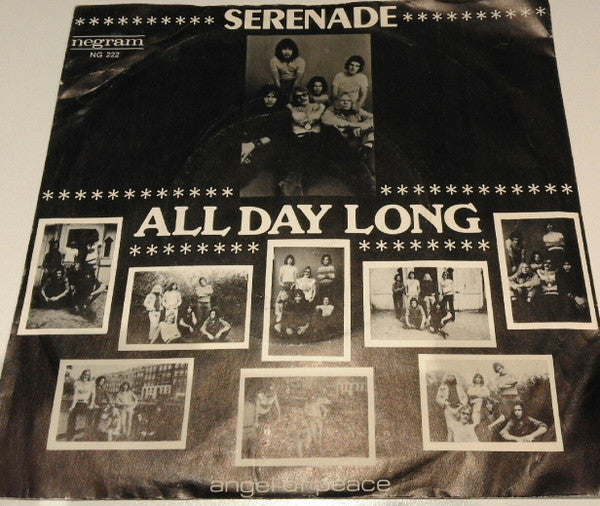 ********** SERENADE **********
negram
NG 222
********** **********
ALL DAY LONG
******** ********
angel of peace